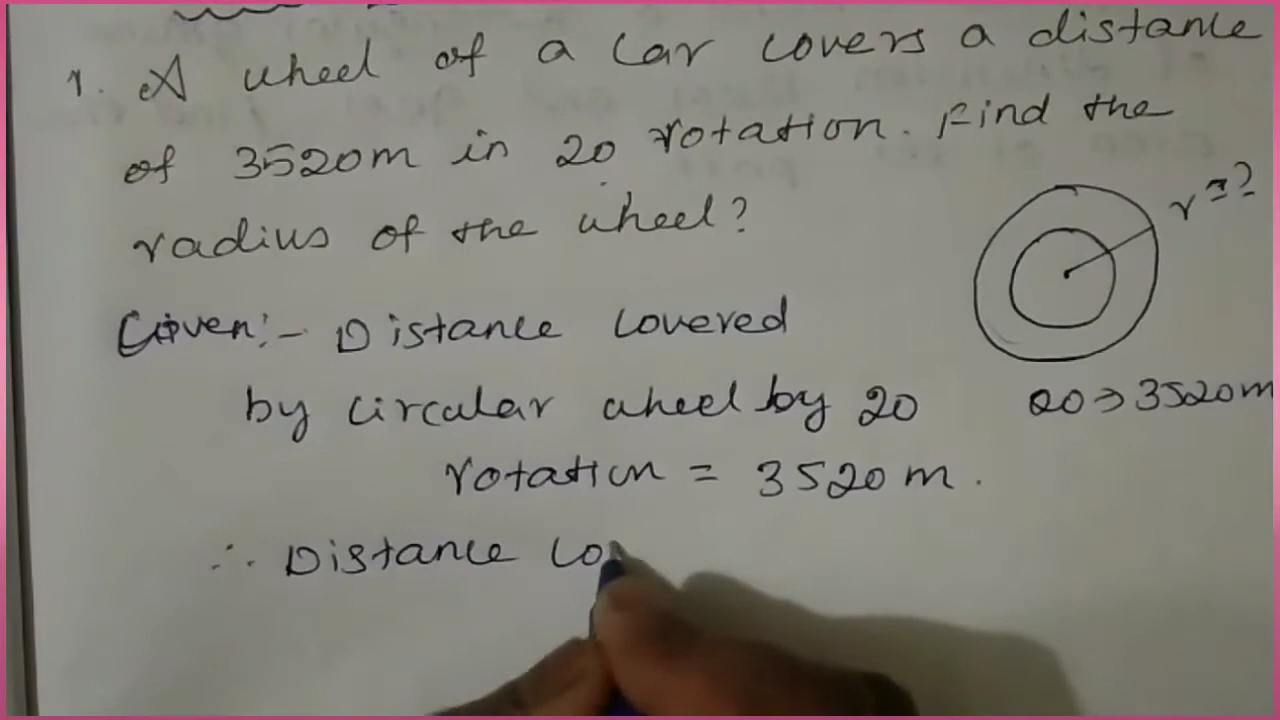 1. A wheel of a car covers a distance
of 3520m in 20 rotation. Find the
radius of the wheel?
r = ?
Given:- Distance covered
by circular wheel by 20
20 → 3520m
rotation = 3520 m.
∴ Distance co